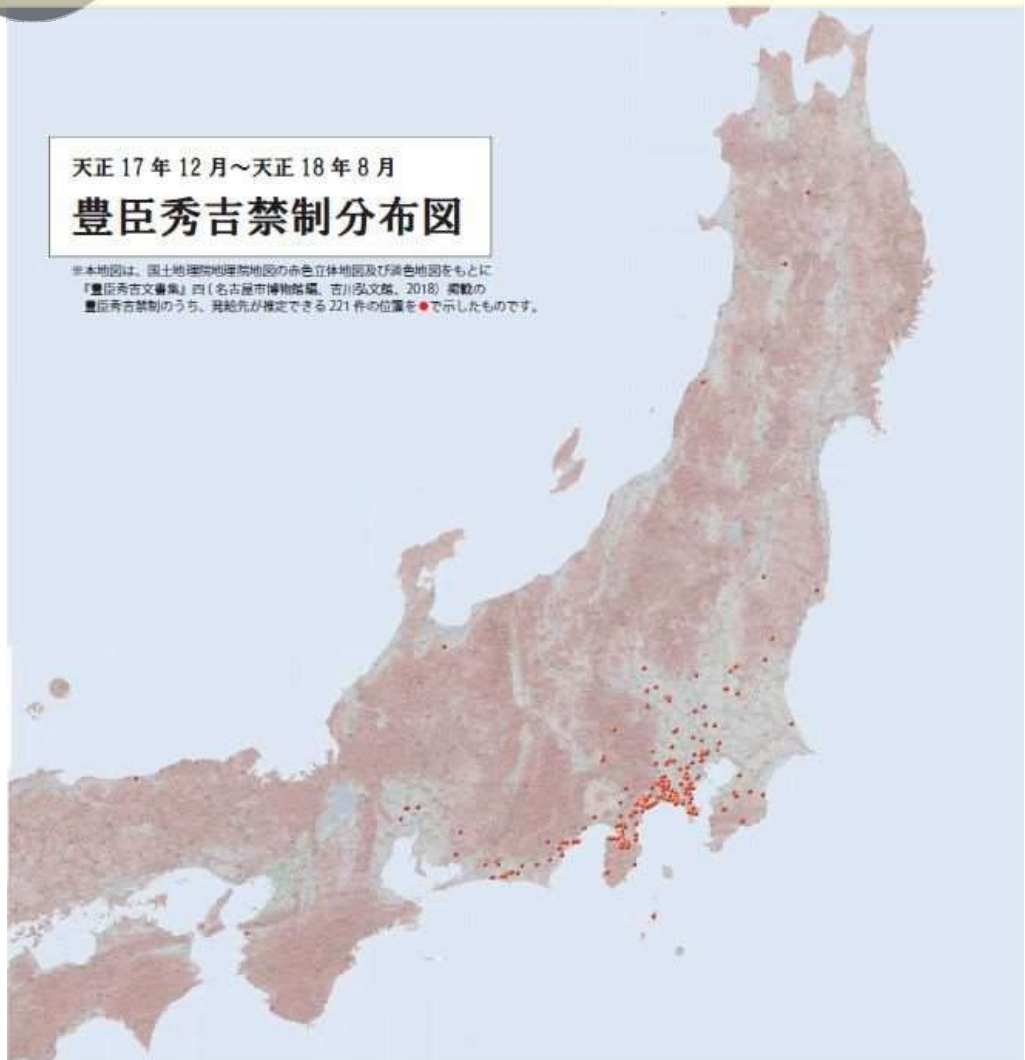 天正 17 年 12 月～天正 18 年 8 月
豊臣秀吉禁制分布図
※本地図は、国土地理院地理院地図の赤色立体地図及び淡色地図をもとに
『豊臣秀吉文書集』四（名古屋市博物館編、吉川弘文館、2018）掲載の
豊臣秀吉禁制のうち、発給先が推定できる 221 件の位置を●で示したものです。